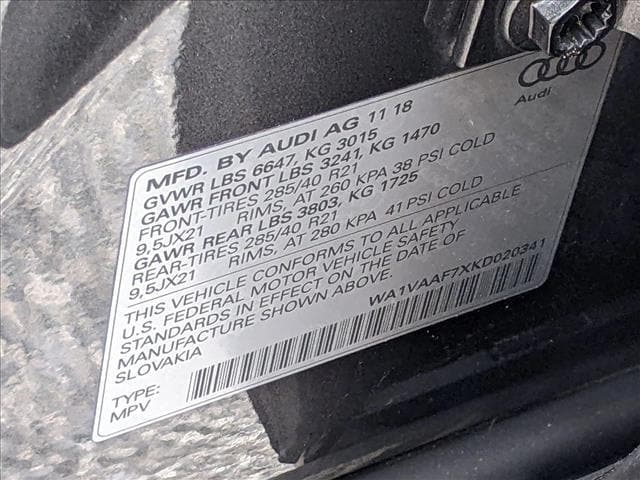 Audi
MFD. BY AUDI AG 11 18
GVWR LBS 6647, KG 3015
GAWR FRONT LBS 3241, KG 1470
FRONT-TIRES 285/40 R21
9,5JX21 RIMS, AT 260 KPA 38 PSI COLD
GAWR REAR LBS 3803, KG 1725
REAR-TIRES 285/40 R21
9,5JX21 RIMS, AT 280 KPA 41 PSI COLD
THIS VEHICLE CONFORMS TO ALL APPLICABLE
U.S. FEDERAL MOTOR VEHICLE SAFETY
STANDARDS IN EFFECT ON THE DATE OF
MANUFACTURE SHOWN ABOVE.
SLOVAKIA
WA1VAAF7XKD020341
TYPE:
MPV